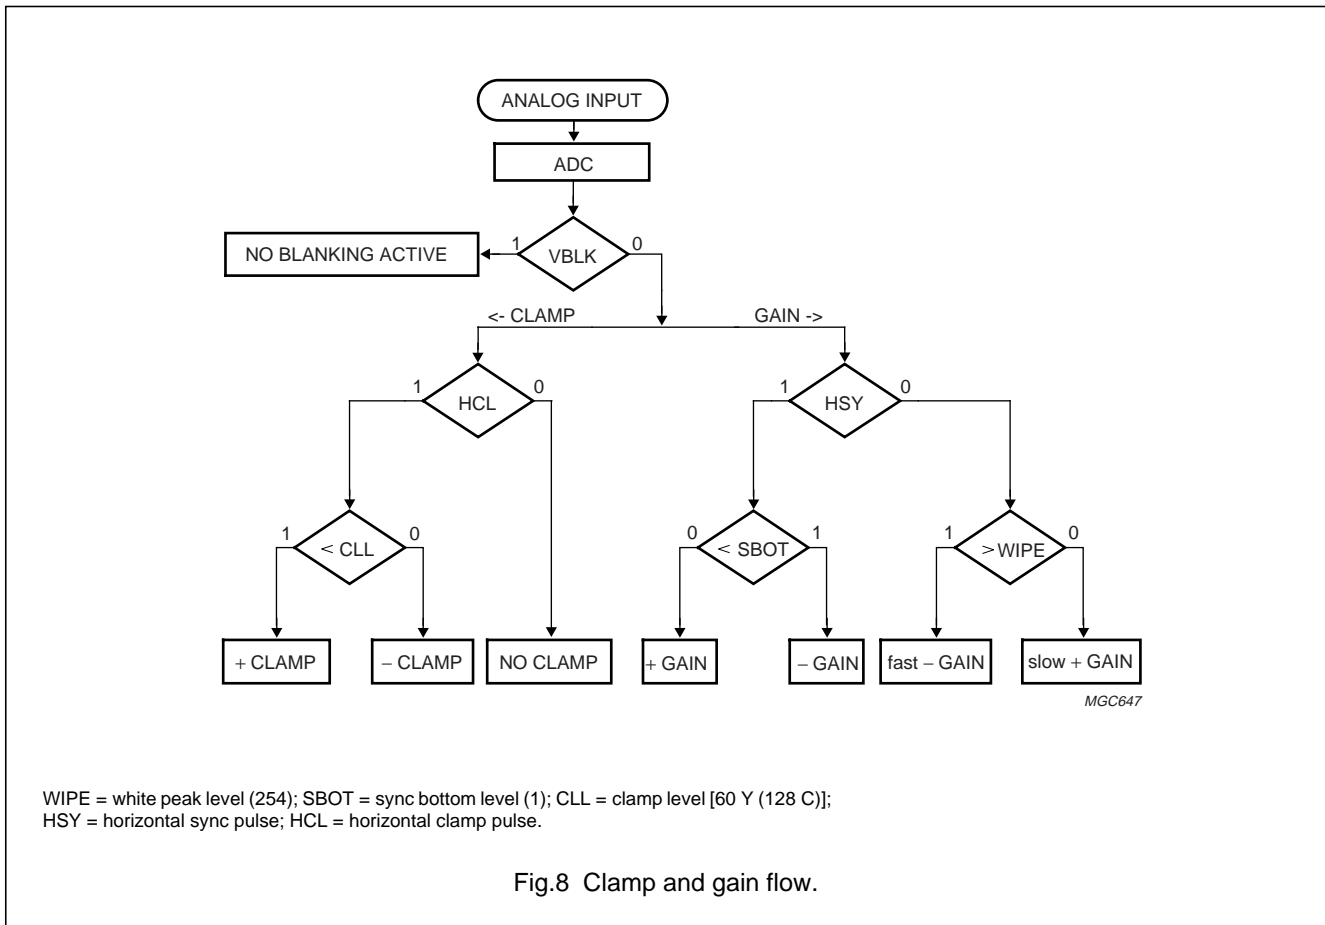 ANALOG INPUT
ADC
NO BLANKING ACTIVE
1
VBLK
0
<- CLAMP
GAIN ->
1
HCL
0
1
HSY
0
1
< CLL
0
0
< SBOT
1
1
>WIPE
0
+ CLAMP
− CLAMP
NO CLAMP
+ GAIN
− GAIN
fast − GAIN
slow + GAIN
MGC647
WIPE = white peak level (254); SBOT = sync bottom level (1); CLL = clamp level [60 Y (128 C)];
HSY = horizontal sync pulse; HCL = horizontal clamp pulse.
Fig.8 Clamp and gain flow.